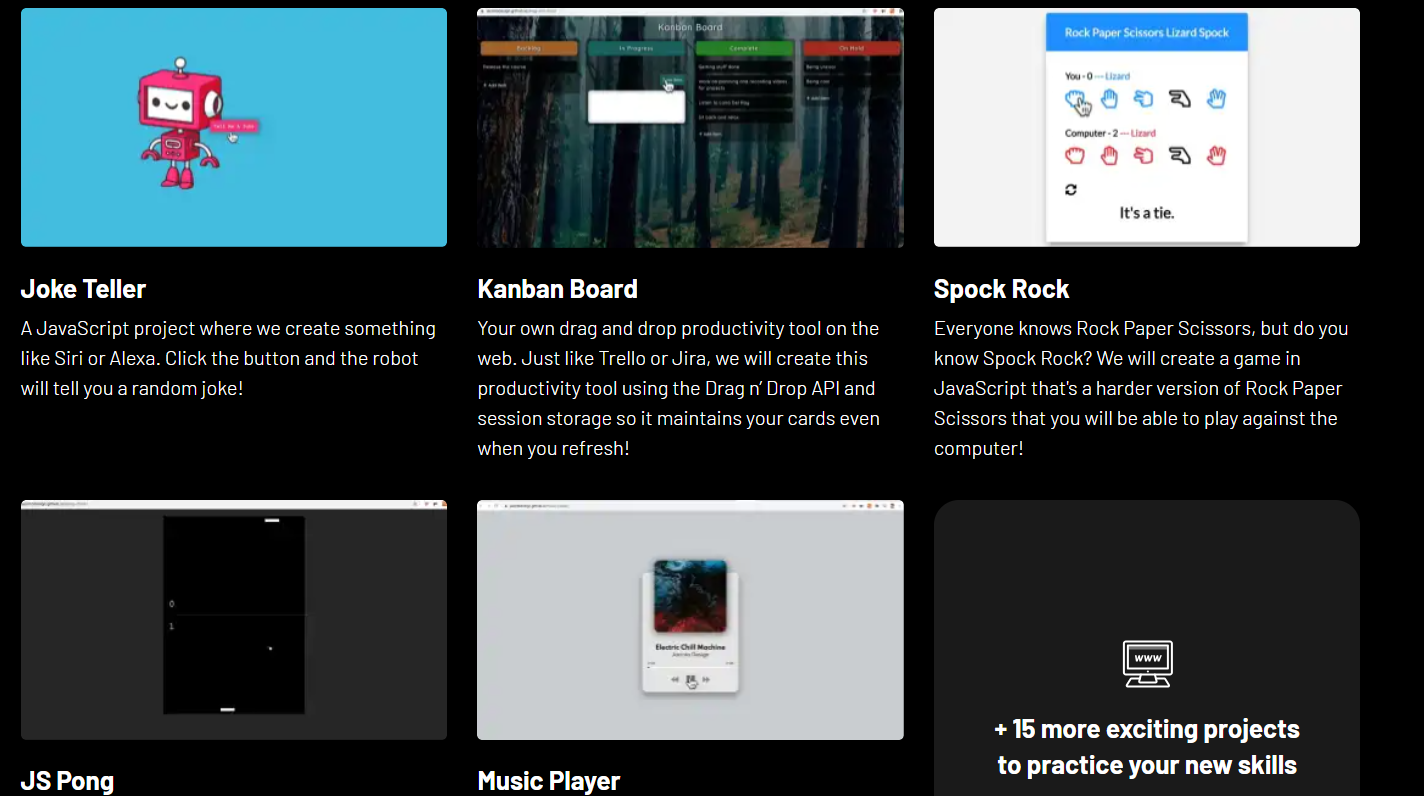 Kanban Board
Backlog
In Progress
Complete
On Hold
Rock Paper Scissors Lizard Spock
You - 0 --- Lizard
Computer - 2 --- Lizard
It's a tie.
Joke Teller
A JavaScript project where we create something
like Siri or Alexa. Click the button and the robot
will tell you a random joke!
Kanban Board
Your own drag and drop productivity tool on the
web. Just like Trello or Jira, we will create this
productivity tool using the Drag n’ Drop API and
session storage so it maintains your cards even
when you refresh!
Spock Rock
Everyone knows Rock Paper Scissors, but do you
know Spock Rock? We will create a game in
JavaScript that's a harder version of Rock Paper
Scissors that you will be able to play against the
computer!
0
1
Electric Chill Machine
WWW
+ 15 more exciting projects
to practice your new skills
JS Pong
Music Player